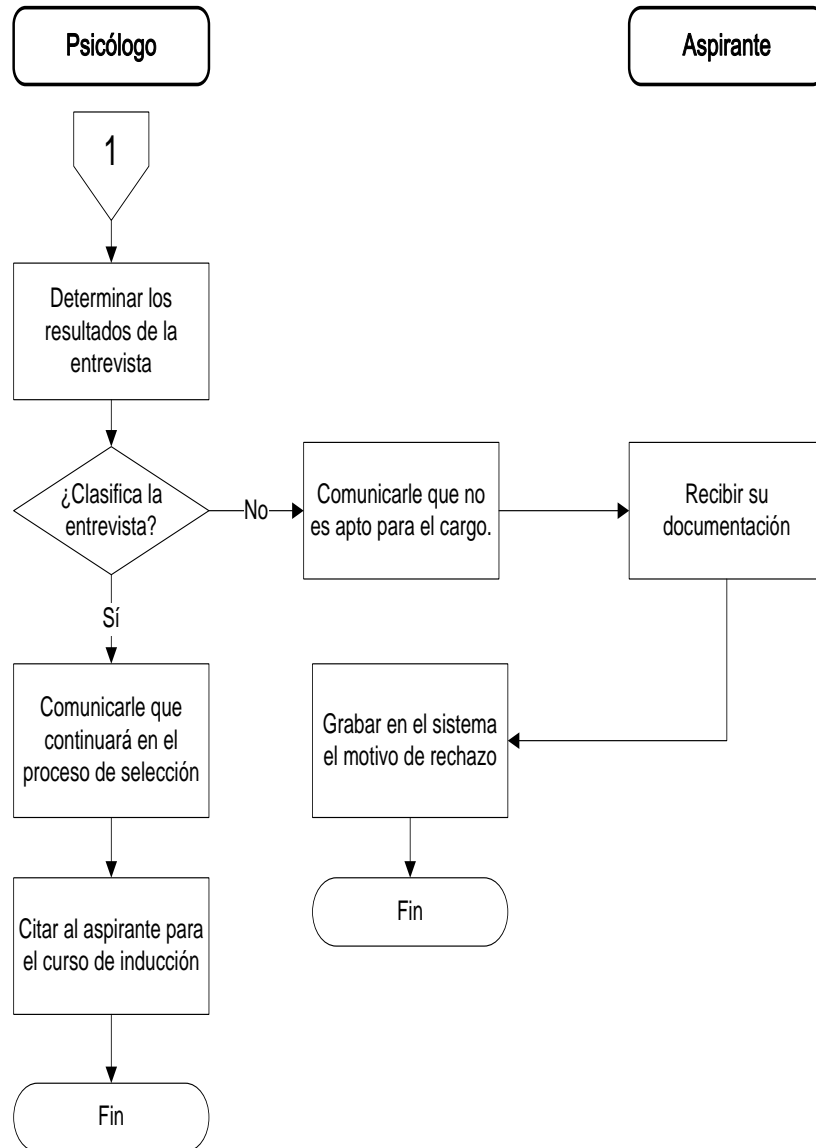 Psicólogo
Aspirante
1
Determinar los
resultados de la
entrevista
¿Clasifica la
entrevista?
No
Comunicarle que no
es apto para el cargo.
Recibir su
documentación
Sí
Comunicarle que
continuará en el
proceso de selección
Grabar en el sistema
el motivo de rechazo
Citar al aspirante para
el curso de inducción
Fin
Fin